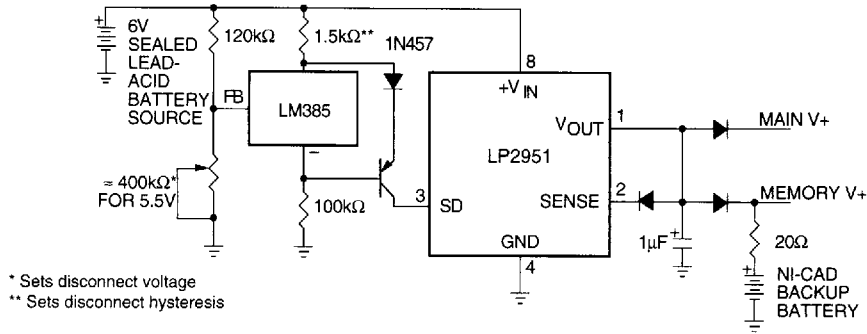 6V
SEALED
LEAD-
ACID
BATTERY
SOURCE
+
120kΩ
1.5kΩ**
1N457
FB
LM385
−
≈ 400kΩ*
FOR 5.5V
100kΩ
8
+VIN
VOUT
1
LP2951
3
SD
SENSE
2
GND
4
MAIN V+
MEMORY V+
1µF
+
20Ω
+
NI-CAD
BACKUP
BATTERY
* Sets disconnect voltage
** Sets disconnect hysteresis